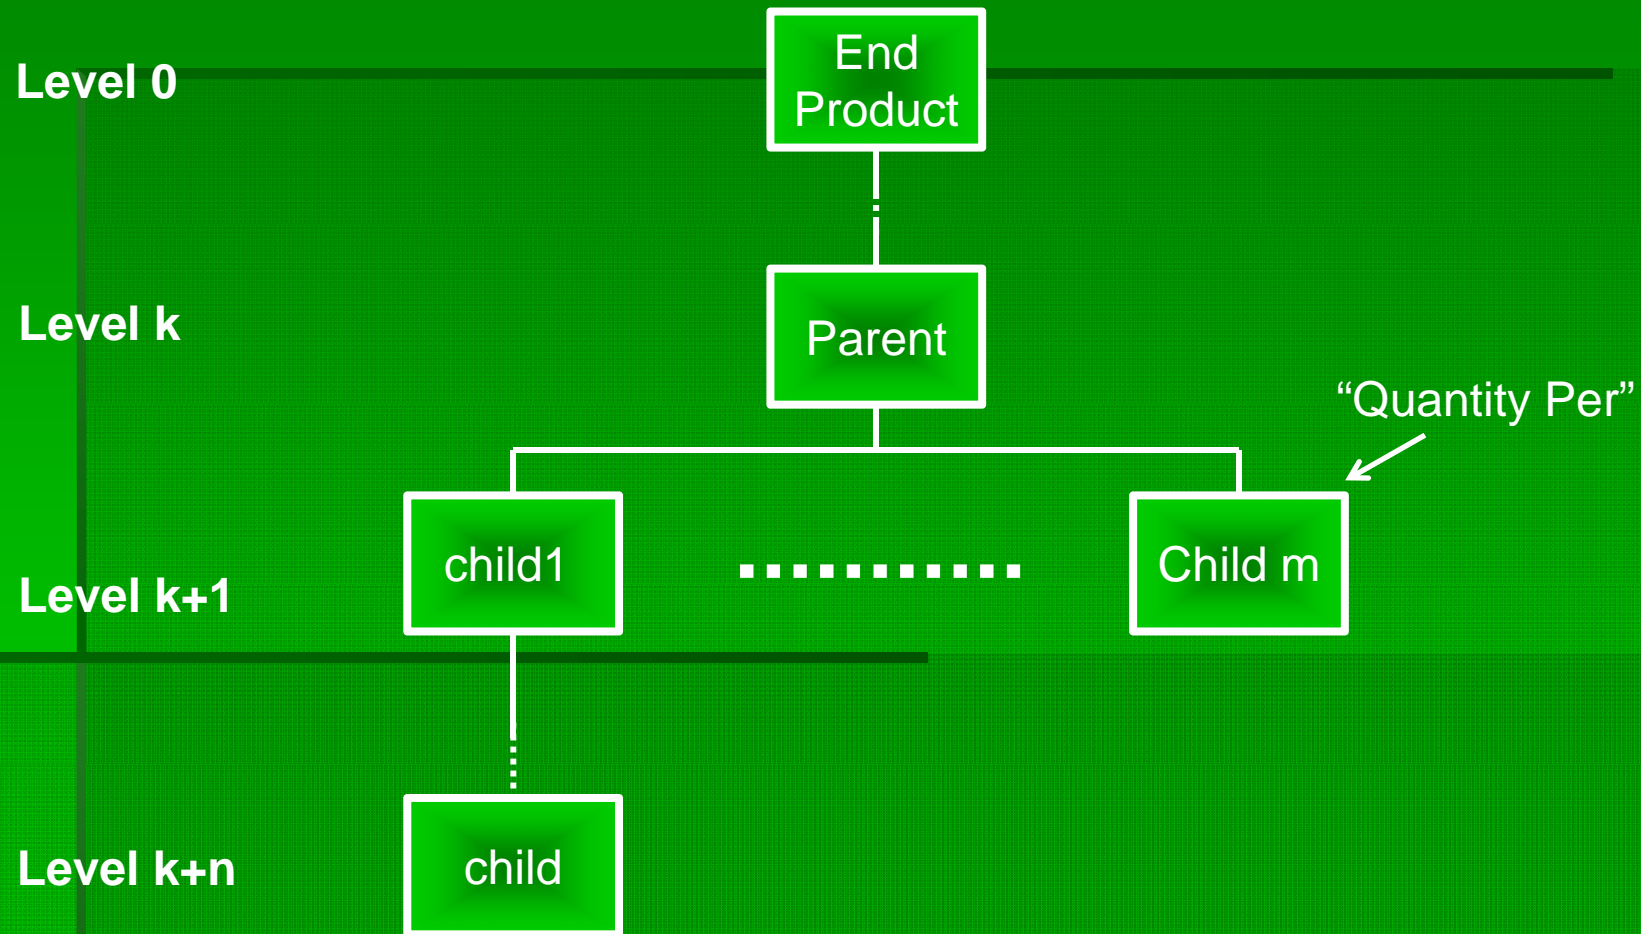 Level 0
End
Product
Level k
Parent
“Quantity Per”
child1
Child m
Level k+1
Level k+n
child